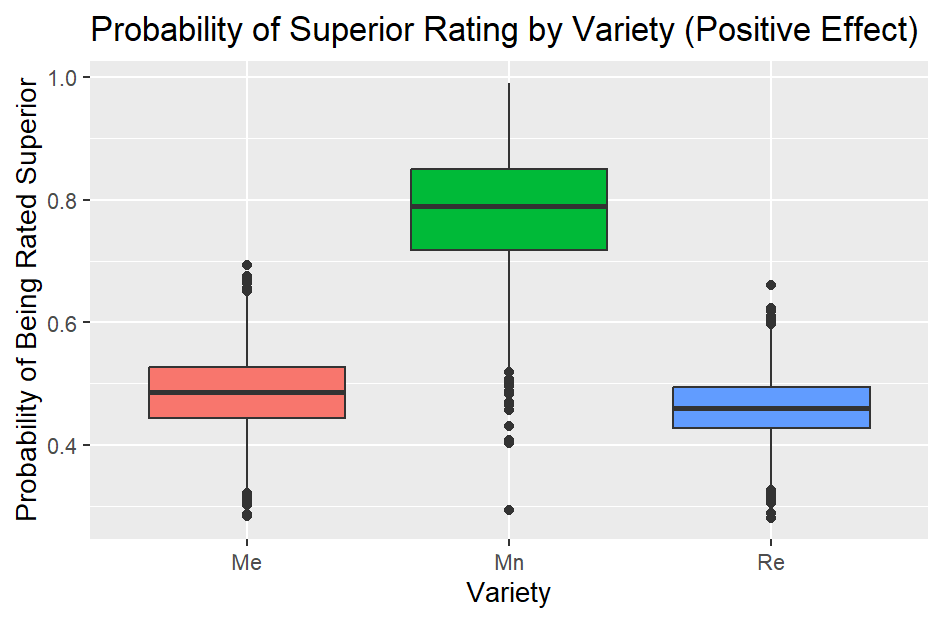 Probability of Superior Rating by Variety (Positive Effect)
Probability of Being Rated Superior
1.0
0.8
0.6
0.4
Me Mn Re
Variety